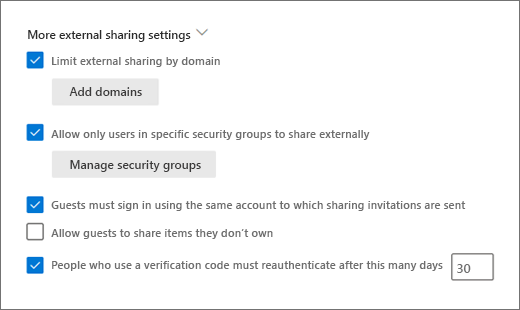 More external sharing settings
Limit external sharing by domain
Add domains
Allow only users in specific security groups to share externally
Manage security groups
Guests must sign in using the same account to which sharing invitations are sent
Allow guests to share items they don't own
People who use a verification code must reauthenticate after this many days 30